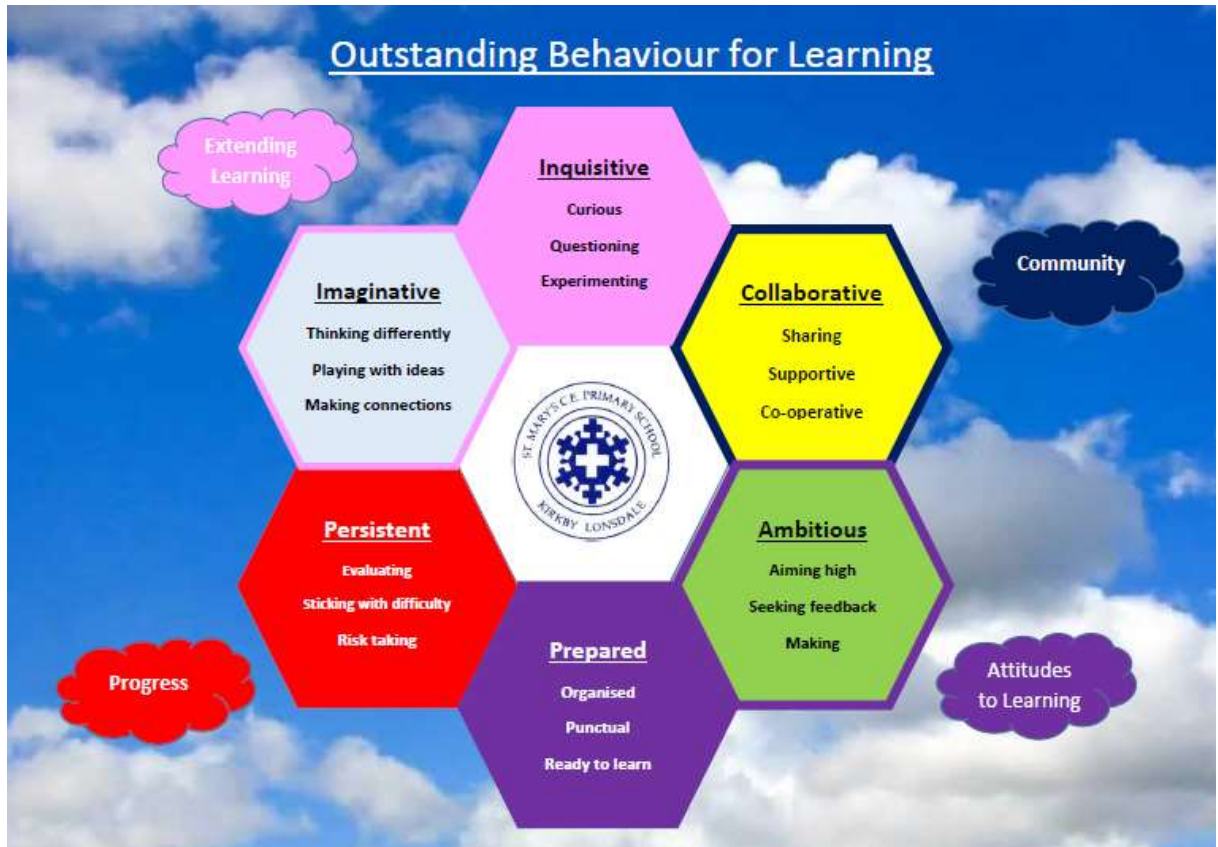 Outstanding Behaviour for Learning
Extending
Learning
Inquisitive
Curious
Questioning
Experimenting
Community
Imaginative
Thinking differently
Playing with ideas
Making connections
Collaborative
Sharing
Supportive
Co-operative
ST. MARY'S C.E. PRIMARY SCHOOL
KIRKBY LONSDALE
Persistent
Evaluating
Sticking with difficulty
Risk taking
Ambitious
Aiming high
Seeking feedback
Making
Prepared
Organised
Punctual
Ready to learn
Progress
Attitudes
to Learning